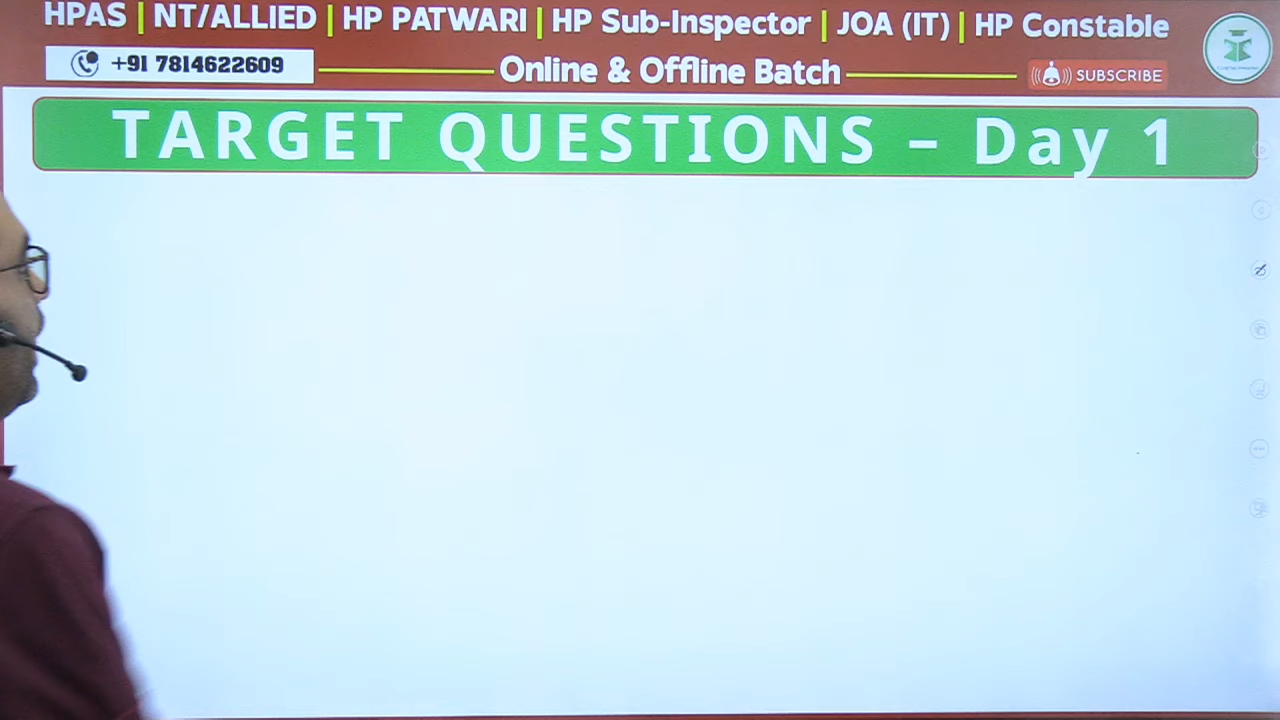 HPAS | NT/ALLIED | HP PATWARI | HP Sub-Inspector | JOA (IT) | HP Constable
+91 7814622609
Online & Offline Batch
SUBSCRIBE
TARGET QUESTIONS – Day 1